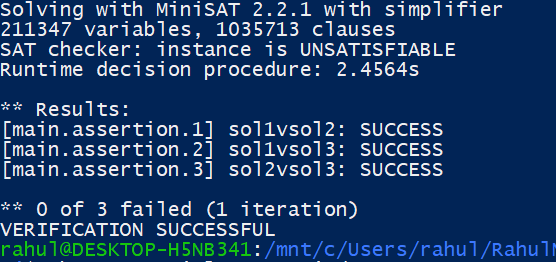 Solving with MiniSAT 2.2.1 with simplifier
211347 variables, 1035713 clauses
SAT checker: instance is UNSATISFIABLE
Runtime decision procedure: 2.4564s
** Results:
[main.assertion.1] sol1vsol2: SUCCESS
[main.assertion.2] sol1vsol3: SUCCESS
[main.assertion.3] sol2vsol3: SUCCESS
** 0 of 3 failed (1 iteration)
VERIFICATION SUCCESSFUL
rahul@DESKTOP-H5NB341:/mnt/c/Users/rahul/Rahul